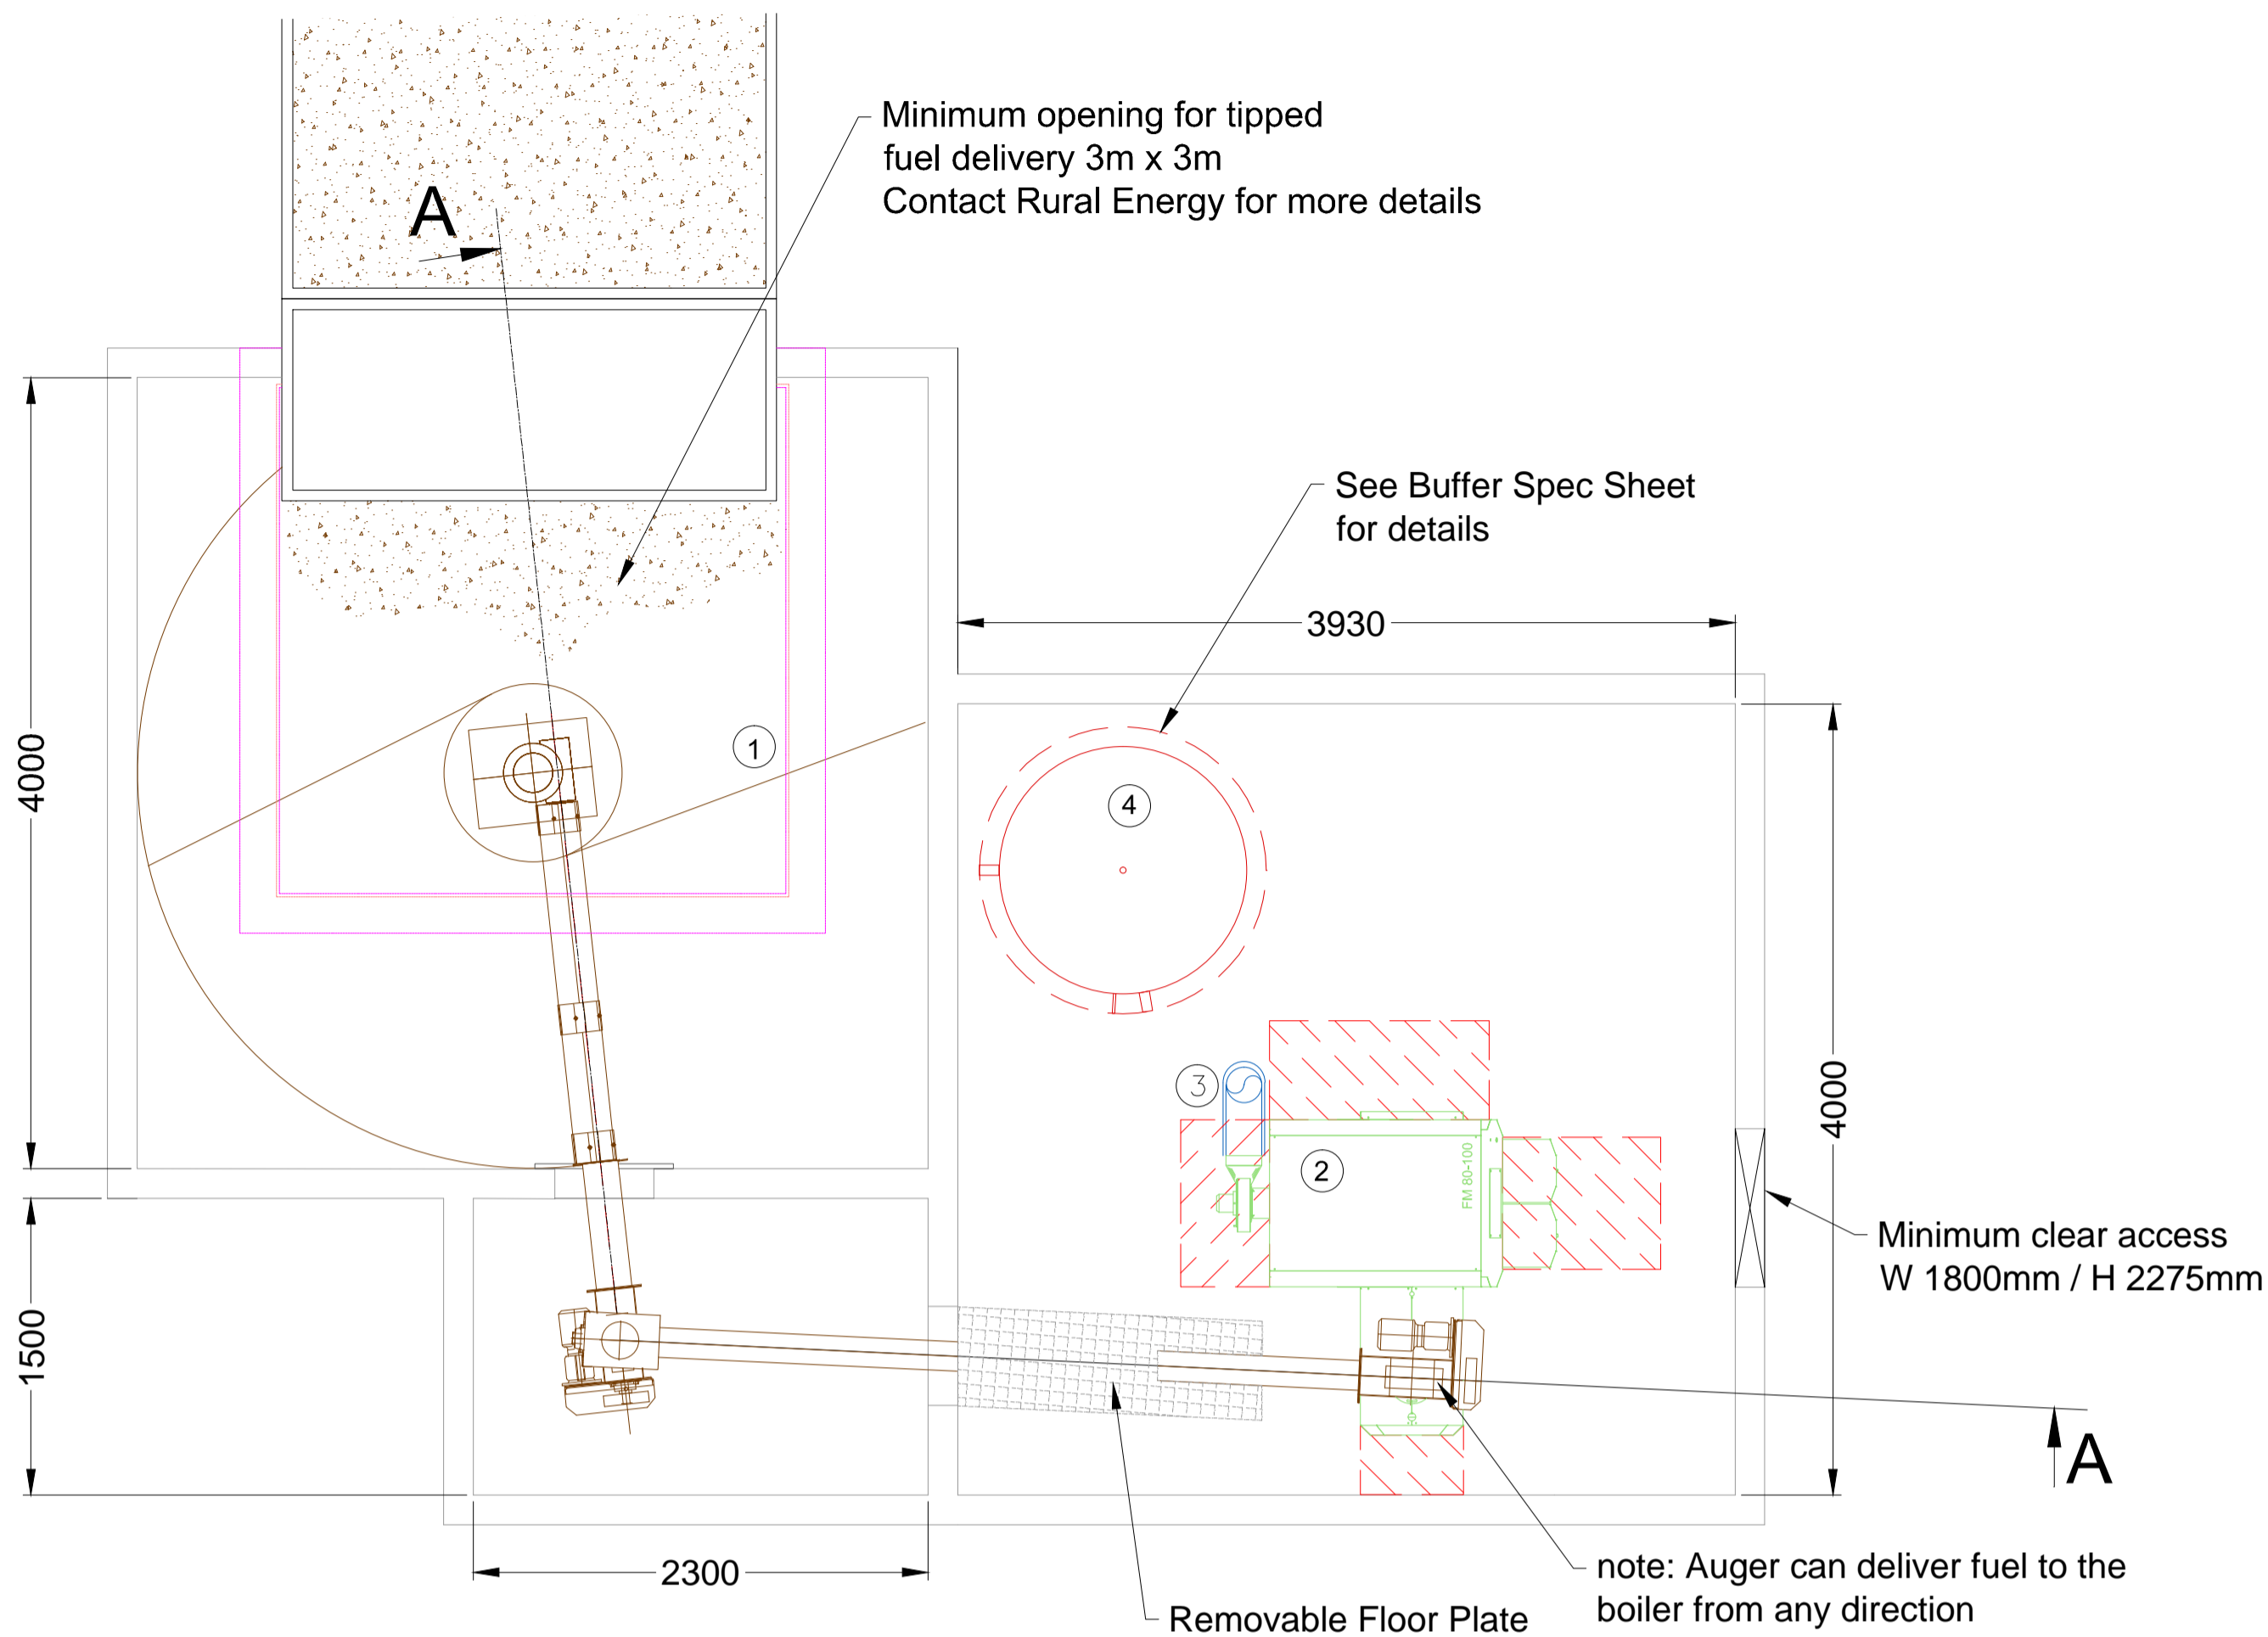 Minimum opening for tipped
fuel delivery 3m x 3m
Contact Rural Energy for more details
A
See Buffer Spec Sheet
for details
3930
4000
1
4
4000
3
2
FM 80-100
Minimum clear access
W 1800mm / H 2275mm
1500
A
2300
note: Auger can deliver fuel to the
boiler from any direction
Removable Floor Plate